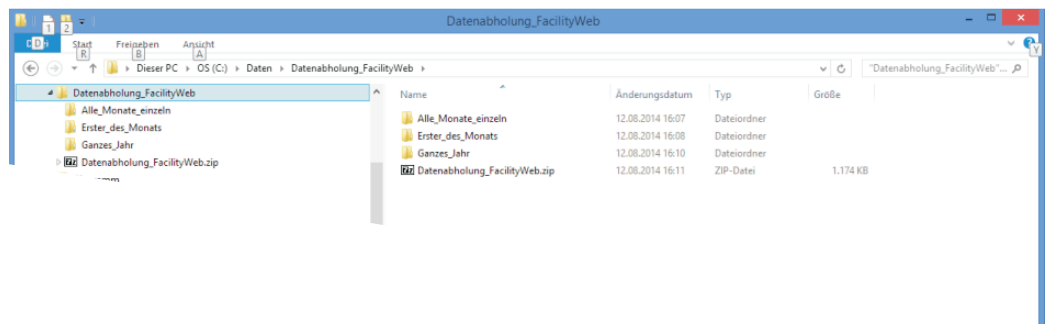 Datenabholung_FacilityWeb
1 2
D Start Freigeben Ansicht
R B A Y
Dieser PC OS (C:) Daten Datenabholung_FacilityWeb "Datenabholung_FacilityWeb"...
Datenabholung_FacilityWeb
Alle_Monate_einzeln
Erster_des_Monats
Ganzes_Jahr
Datenabholung_FacilityWeb.zip
Name Änderungsdatum Typ Größe
Alle_Monate_einzeln 12.08.2014 16:07 Dateiordner
Erster_des_Monats 12.08.2014 16:08 Dateiordner
Ganzes_Jahr 12.08.2014 16:10 Dateiordner
Datenabholung_FacilityWeb.zip 12.08.2014 16:11 ZIP-Datei 1.174 KB